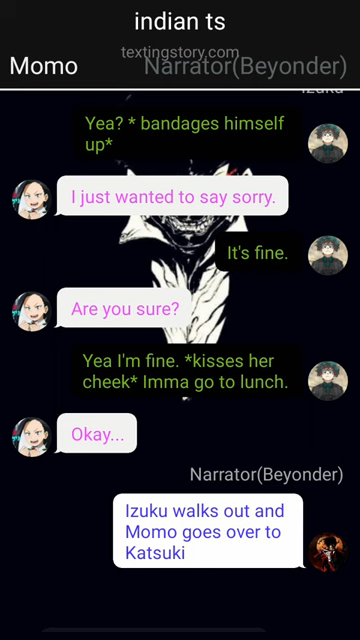 indian ts
textingstory.com
Momo Narrator(Beyonder)
Izuku
Yea? * bandages himself
up*
I just wanted to say sorry.
It's fine.
Are you sure?
Yea I'm fine. *kisses her
cheek* Imma go to lunch.
Okay...
Narrator(Beyonder)
Izuku walks out and
Momo goes over to
Katsuki